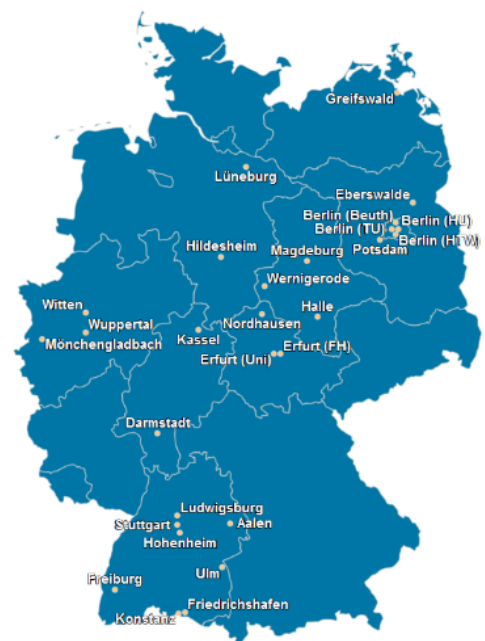 Greifswald
Lüneburg
Eberswalde
Berlin (Beuth)
Berlin (HU)
Berlin (TU)
Berlin (HTW)
Potsdam
Hildesheim
Magdeburg
Wernigerode
Witten
Halle
Nordhausen
Wuppertal
Kassel
Mönchengladbach
Erfurt (FH)
Erfurt (Uni)
Darmstadt
Ludwigsburg
Stuttgart
Aalen
Hohenheim
Ulm
Freiburg
Friedrichshafen
Konstanz